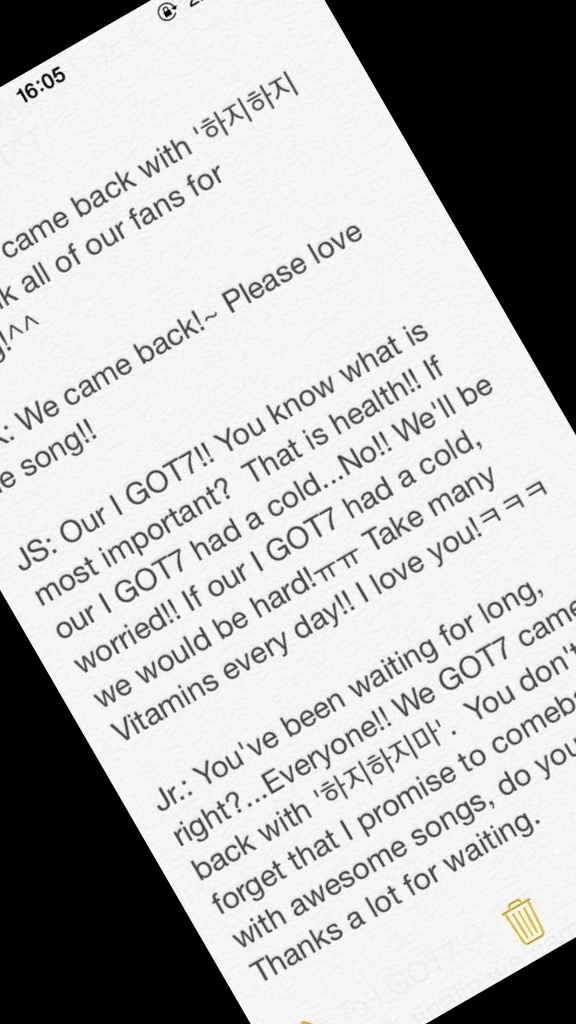 16:05
came back with '하지하지
all of our fans for
!^^
: We came back!~ Please love
song!!
JS: Our I GOT7!! You know what is
most important? That is health!! If
our I GOT7 had a cold...No!! We'll be
worried!! If our I GOT7 had a cold,
we would be hard!ㅠㅠ Take many
Vitamins every day!! I love you!ㅋㅋㅋ
Jr.: You've been waiting for long,
right?...Everyone!! We GOT7 came
back with '하지하지마'. You don't
forget that I promise to comeba
with awesome songs, do you
Thanks a lot for waiting.